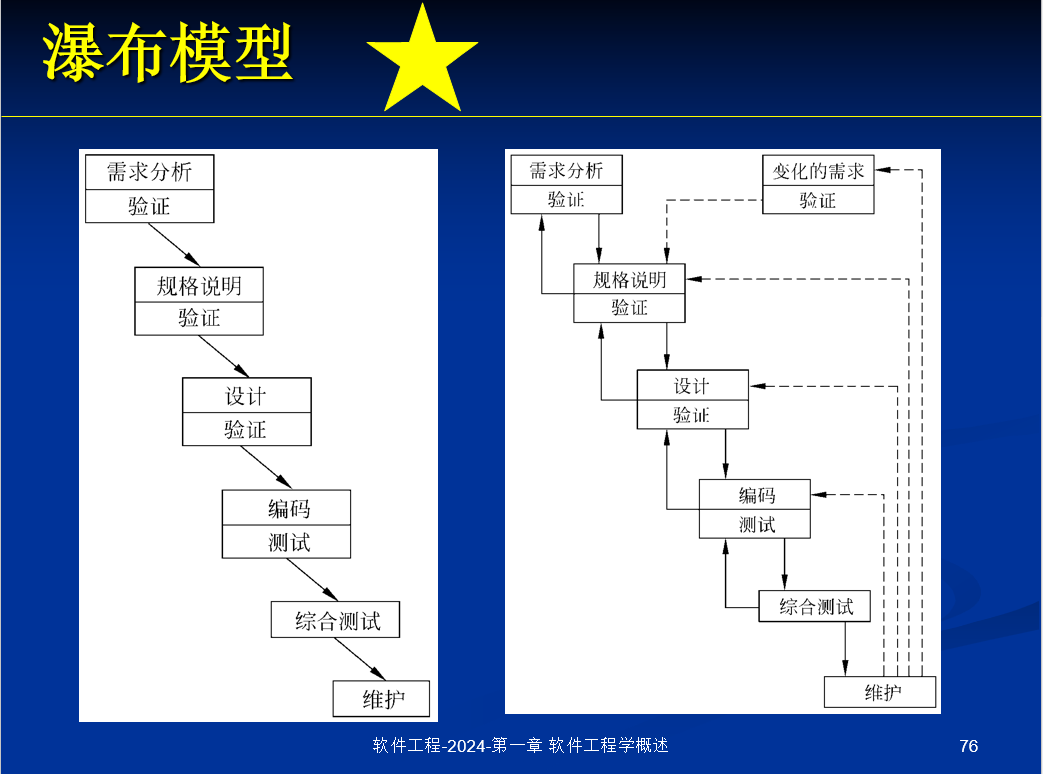 瀑布模型
需求分析
验证
规格说明
验证
设计
验证
编码
测试
综合测试
维护
需求分析
验证
变化的需求
验证
规格说明
验证
设计
验证
编码
测试
综合测试
维护
软件工程-2024-第一章 软件工程学概述
76